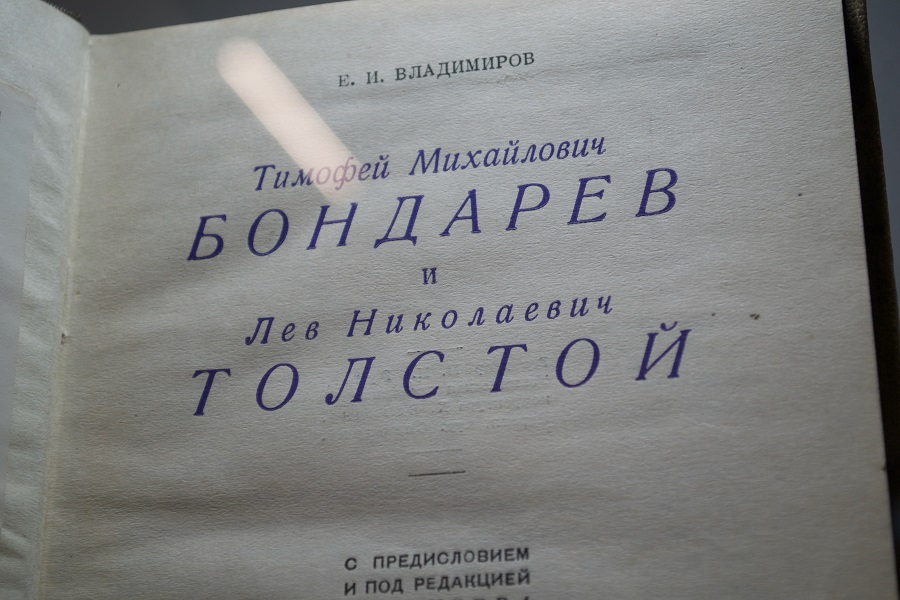 Е. И. ВЛАДИМИРОВ
Тимофей Михайлович
БОНДАРЕВ
и
Лев Николаевич
ТОЛСТОЙ
С ПРЕДИСЛОВИЕМ
И ПОД РЕДАКЦИЕЙ